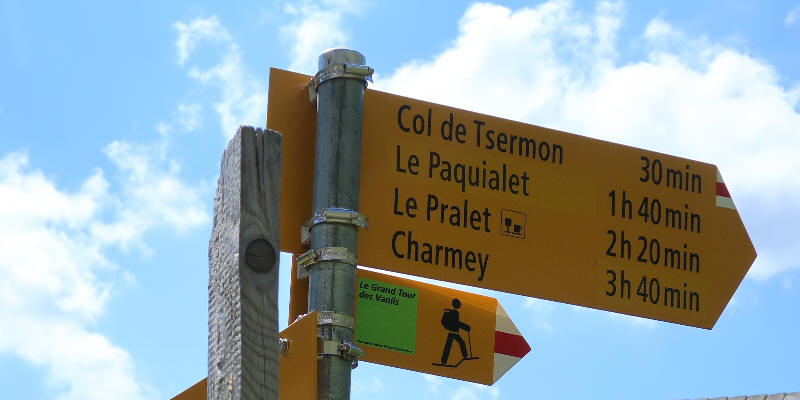 Col de Tsermon 30 min
Le Paquialet 1 h 40 min
Le Pralet 2 h 20 min
Charmey 3 h 40 min
Le Grand Tour
des Vanils